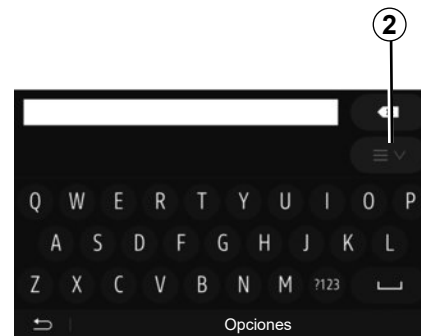 2
Q W E R T Y U I O P
A S D F G H J K L
Z X C V B N M ?123
Opciones